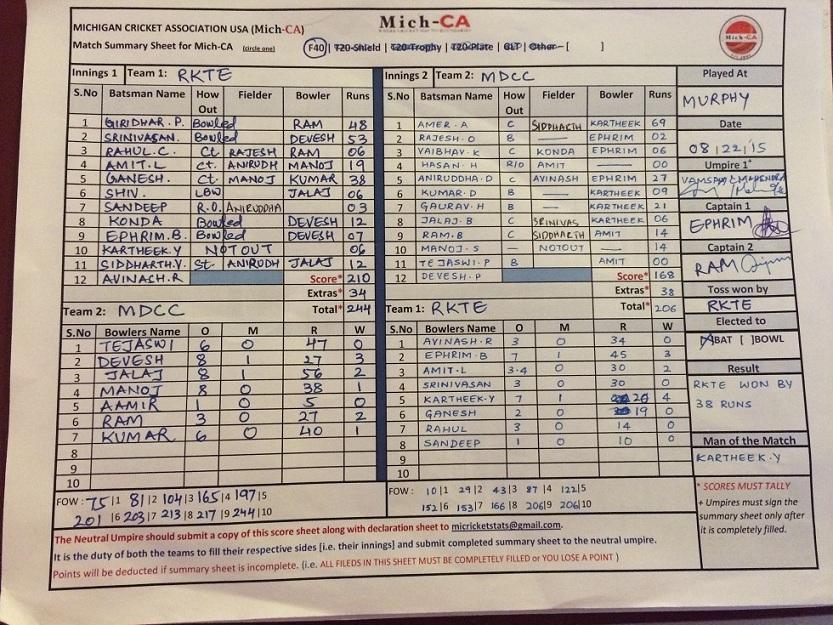 MICHIGAN CRICKET ASSOCIATION USA (Mich-CA)
Mich-CA
Match Summary Sheet for Mich-CA (circle one) F40 | T20-Shield | T20-Trophy | T20-Plate | GLT | Other - [ ]
Innings 1 Team 1: RKTE
S.No Batsman Name How Out Fielder Bowler Runs
1 GIRIDHAR.P. Bowled RAM 48
2 SRINIVASAN. Bowled DEVESH 53
3 RAHUL.C. Ct RAJESH RAM 06
4 AMIT.L Ct. ANIRUDH MANOJ 19
5 GANESH. Ct MANOJ KUMAR 38
6 SHIV. LBW JALAJ 06
7 SANDEEP R.O. ANIRUDDHA 03
8 KONDA Bowled DEVESH 12
9 EPHRIM.B. Bowled DEVESH 07
10 KARTHEEK.Y NOT OUT 06
11 SIDDHARTH.V. St. ANIRUDH JALAJ 12
12 AVINASH.R Score* 210
Extras* 34
Total* 244
Team 2: MDCC
S.No Bowlers Name O M R W
1 TEJASWI 6 0 47 0
2 DEVESH 8 1 27 3
3 JALAJ 8 1 56 2
4 MANOJ 8 0 38 1
5 AAMIR 1 0 5 0
6 RAM 3 0 27 2
7 KUMAR 6 0 40 1
8
9
10
FOW : 75|1 81|2 104|3 165|4 197|5
201|6 203|7 213|8 217|9 244|10
Innings 2 Team 2: MDCC
S.No Batsman Name How Out Fielder Bowler Runs
1 AMER.A C SIDDHARTH KARTHEEK 69
2 RAJESH.O B — EPHRIM 02
3 VAIBHAV.K C KONDA EPHRIM 06
4 HASAN.H R/O AMIT — 00
5 ANIRUDDHA.D C AVINASH EPHRIM 27
6 KUMAR.D B — KARTHEEK 09
7 GAURAV.H B — KARTHEEK 21
8 JALAJ.B C SRINIVAS KARTHEEK 06
9 RAM.B C SIDHARTH AMIT 14
10 MANOJ.S — NOTOUT — 14
11 TEJASWI.P B AMIT 00
12 DEVESH.P Score* 168
Extras* 38
Total* 206
Team 1: RKTE
S.No Bowlers Name O M R W
1 AVINASH.R 3 0 34 0
2 EPHRIM.B 7 1 45 3
3 AMIT.L 3.4 0 30 2
4 SRINIVASAN 3 0 30 0
5 KARTHEEK.Y 7 1 20 4
6 GANESH 2 0 19 0
7 RAHUL 3 0 14 0
8 SANDEEP 1 0 10 0
9
10
FOW : 10|1 29|2 43|3 87|4 122|5
152|6 153|7 166|8 206|9 206|10
Played At
MURPHY
Date
08/22/15
Umpire 1*
Captain 1
EPHRIM
Captain 2
RAM
Toss won by
RKTE
Elected to
[ ]BAT [ ]BOWL
Result
RKTE WON BY
38 RUNS
Man of the Match
KARTHEEK.Y
* SCORES MUST TALLY
+ Umpires must sign the
summary sheet only after
it is completely filled.
The Neutral Umpire should submit a copy of this score sheet along with declaration sheet to micricketstats@gmail.com.
It is the duty of both the teams to fill their respective sides [i.e. their innings] and submit completed summary sheet to the neutral umpire.
Points will be deducted if summary sheet is incomplete. (i.e. ALL FILEDS IN THIS SHEET MUST BE COMPLETELY FILLED or YOU LOSE A POINT )